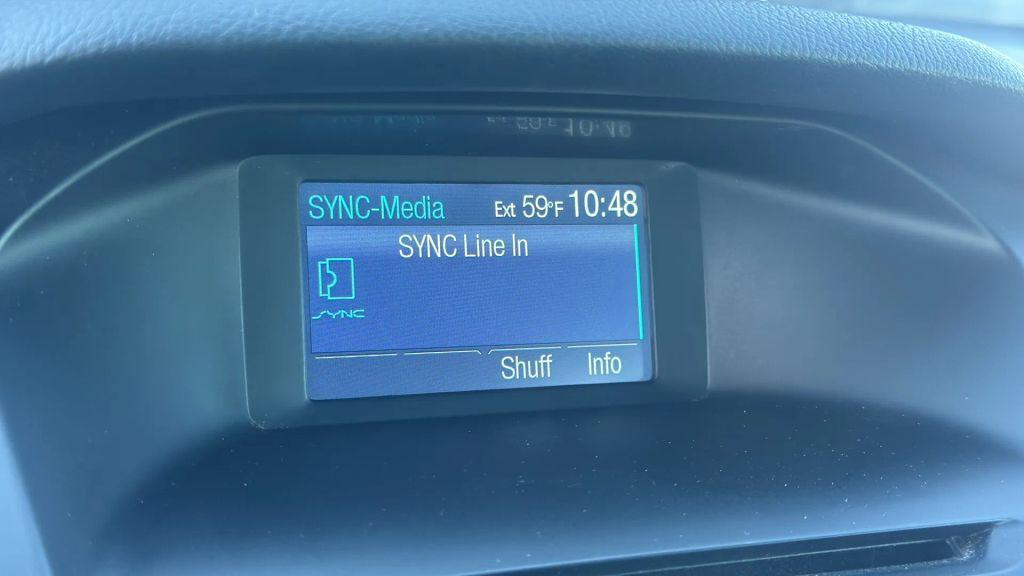 SYNC-Media Ext 59°F 10:48
SYNC Line In
SYNC
Shuff Info